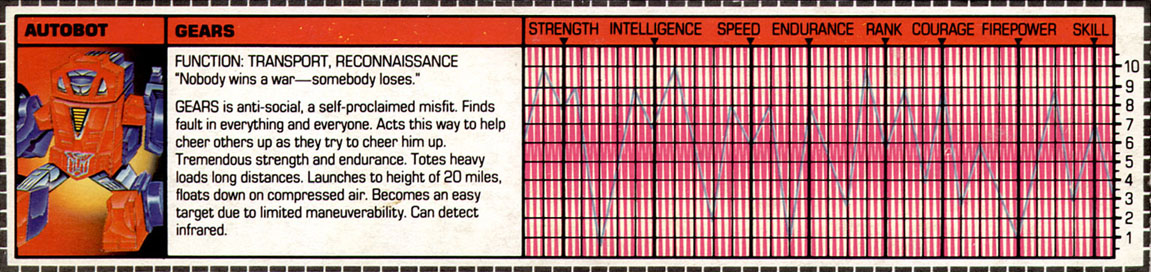 AUTOBOT
GEARS
FUNCTION: TRANSPORT, RECONNAISSANCE
"Nobody wins a war—somebody loses."
GEARS is anti-social, a self-proclaimed misfit. Finds
fault in everything and everyone. Acts this way to help
cheer others up as they try to cheer him up.
Tremendous strength and endurance. Totes heavy
loads long distances. Launches to height of 20 miles,
floats down on compressed air. Becomes an easy
target due to limited maneuverability. Can detect
infrared.
STRENGTH INTELLIGENCE SPEED ENDURANCE RANK COURAGE FIREPOWER SKILL
10
9
8
7
6
5
4
3
2
1